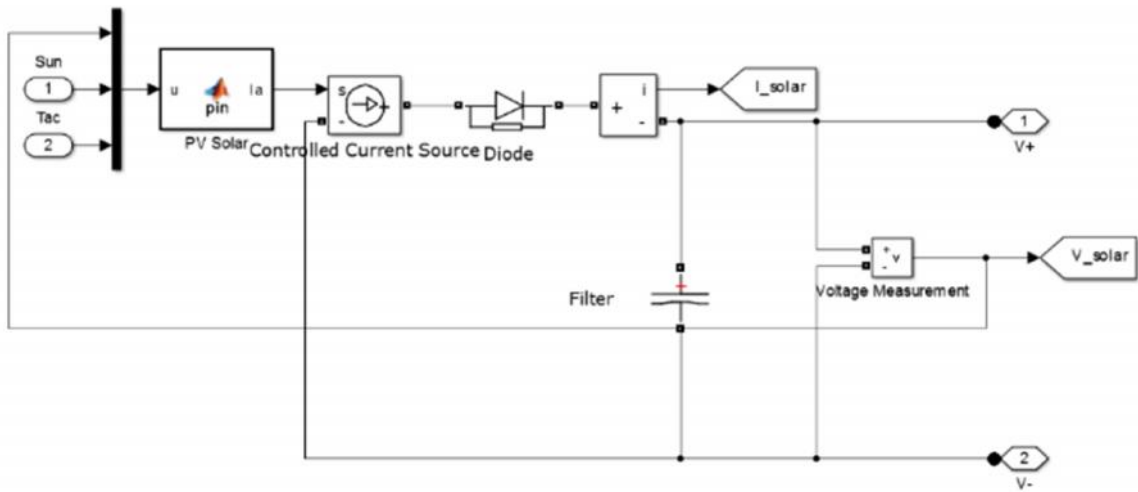 Sun
1
Tac
2
u
pin
Ia
PV Solar
s
+
-
Controlled Current Source
Diode
+
i
-
I_solar
1
V+
+
-
v
Voltage Measurement
V_solar
+
Filter
2
V-